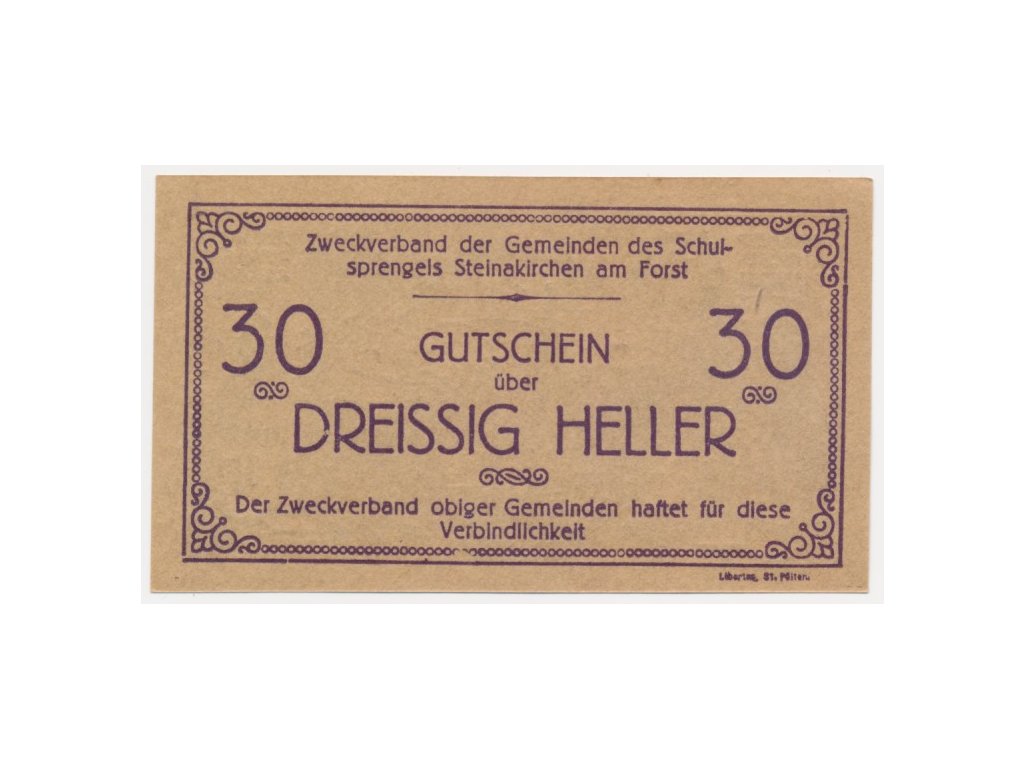 Zweckverband der Gemeinden des Schul-
sprengels Steinakirchen am Forst
30 GUTSCHEIN 30
über
DREISSIG HELLER
Der Zweckverband obiger Gemeinden haftet für diese
Verbindlichkeit
Libertas, St. Pölten.